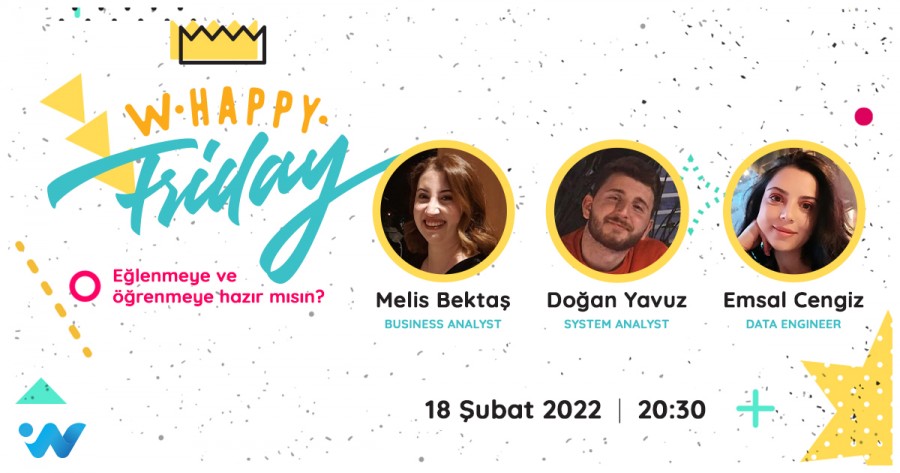 W·HAPPY·
Friday
Eğlenmeye ve
öğrenmeye hazır mısın?
Melis Bektaş
BUSINESS ANALYST
Doğan Yavuz
SYSTEM ANALYST
Emsal Cengiz
DATA ENGINEER
18 Şubat 2022 | 20:30